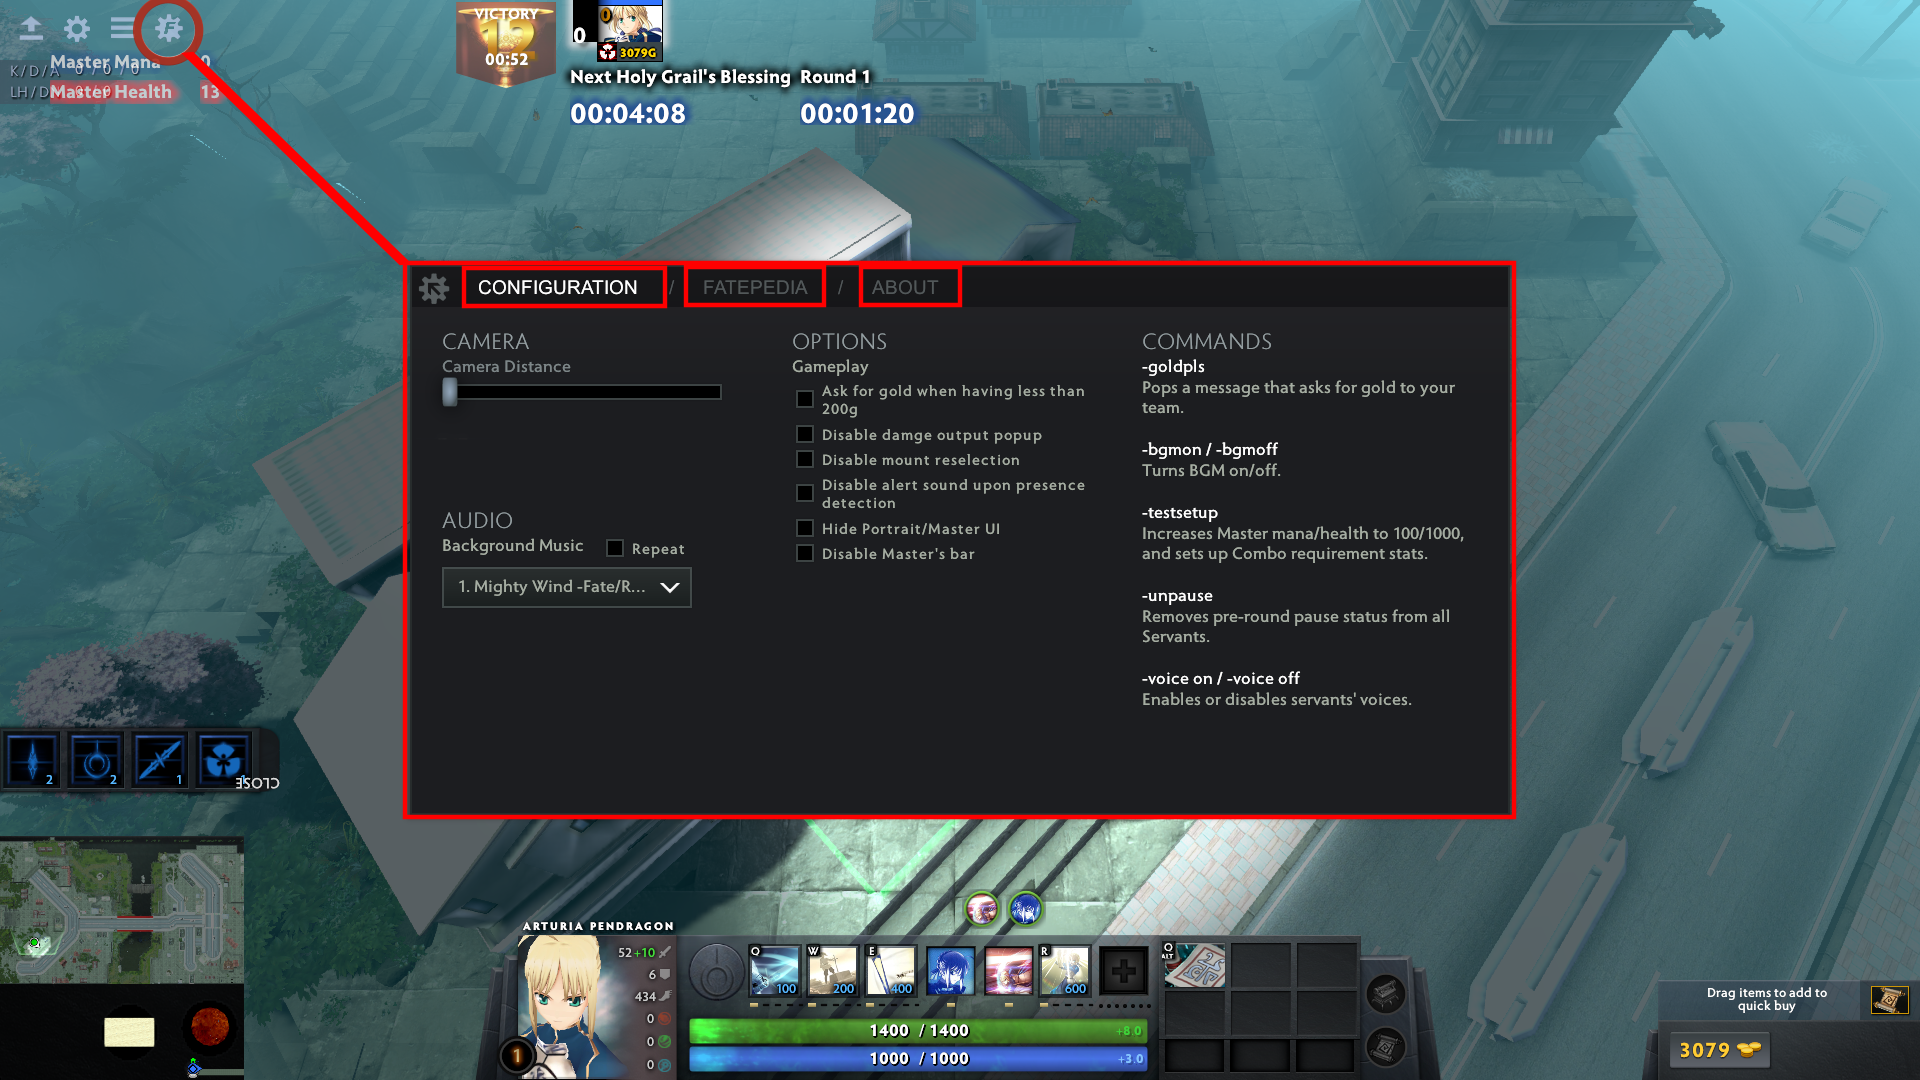 VICTORY
12
00:52
0
0
3079G
Master Mana 0
K/D/A 0 / 0 / 0
Master Health 13
LH/D
Next Holy Grail's Blessing Round 1
00:04:08 00:01:20
CONFIGURATION / FATEPEDIA / ABOUT
CAMERA
Camera Distance
AUDIO
Background Music Repeat
1. Mighty Wind -Fate/R...
OPTIONS
Gameplay
Ask for gold when having less than
200g
Disable damge output popup
Disable mount reselection
Disable alert sound upon presence
detection
Hide Portrait/Master UI
Disable Master's bar
COMMANDS
-goldpls
Pops a message that asks for gold to your
team.
-bgmon / -bgmoff
Turns BGM on/off.
-testsetup
Increases Master mana/health to 100/1000,
and sets up Combo requirement stats.
-unpause
Removes pre-round pause status from all
Servants.
-voice on / -voice off
Enables or disables servants' voices.
2 2 1
CLOSE
ARTURIA PENDRAGON
52+10
6
434
0
0
0
1
Q W E R
100 200 400 600
1400 / 1400 +8.0
1000 / 1000 +3.0
Q
ALT
Drag items to add to
quick buy
3079